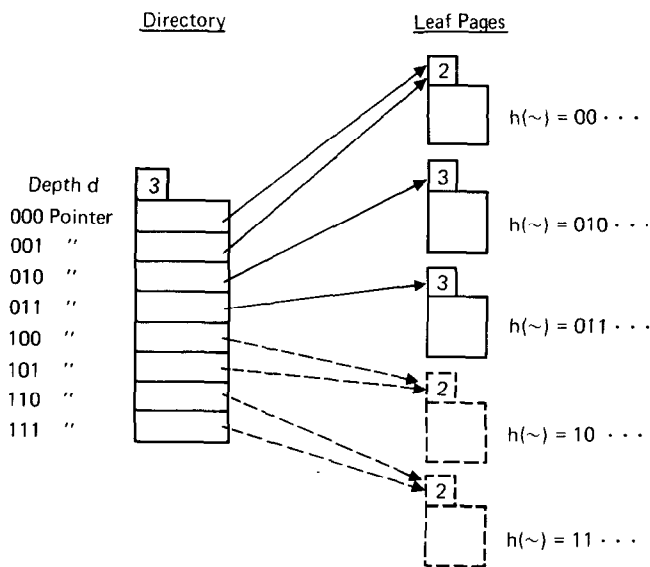 Directory
Leaf Pages
2
h(~) = 00 · · ·
3
h(~) = 010 · · ·
3
h(~) = 011 · · ·
2
h(~) = 10 · · ·
2
h(~) = 11 · · ·
Depth d 3
000 Pointer
001 "
010 "
011 "
100 "
101 "
110 "
111 "